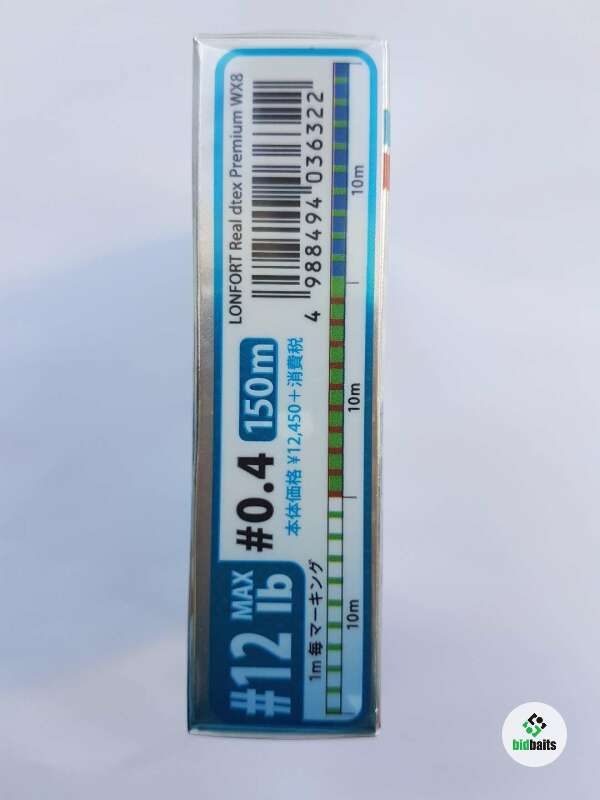 #12
MAX
lb
#0.4
150m
本体価格 ¥12,450+消費税
LONFORT Real dtex Premium WX8
4 988494 036322
1m毎マーキング
10m
10m
10m
bidbaits